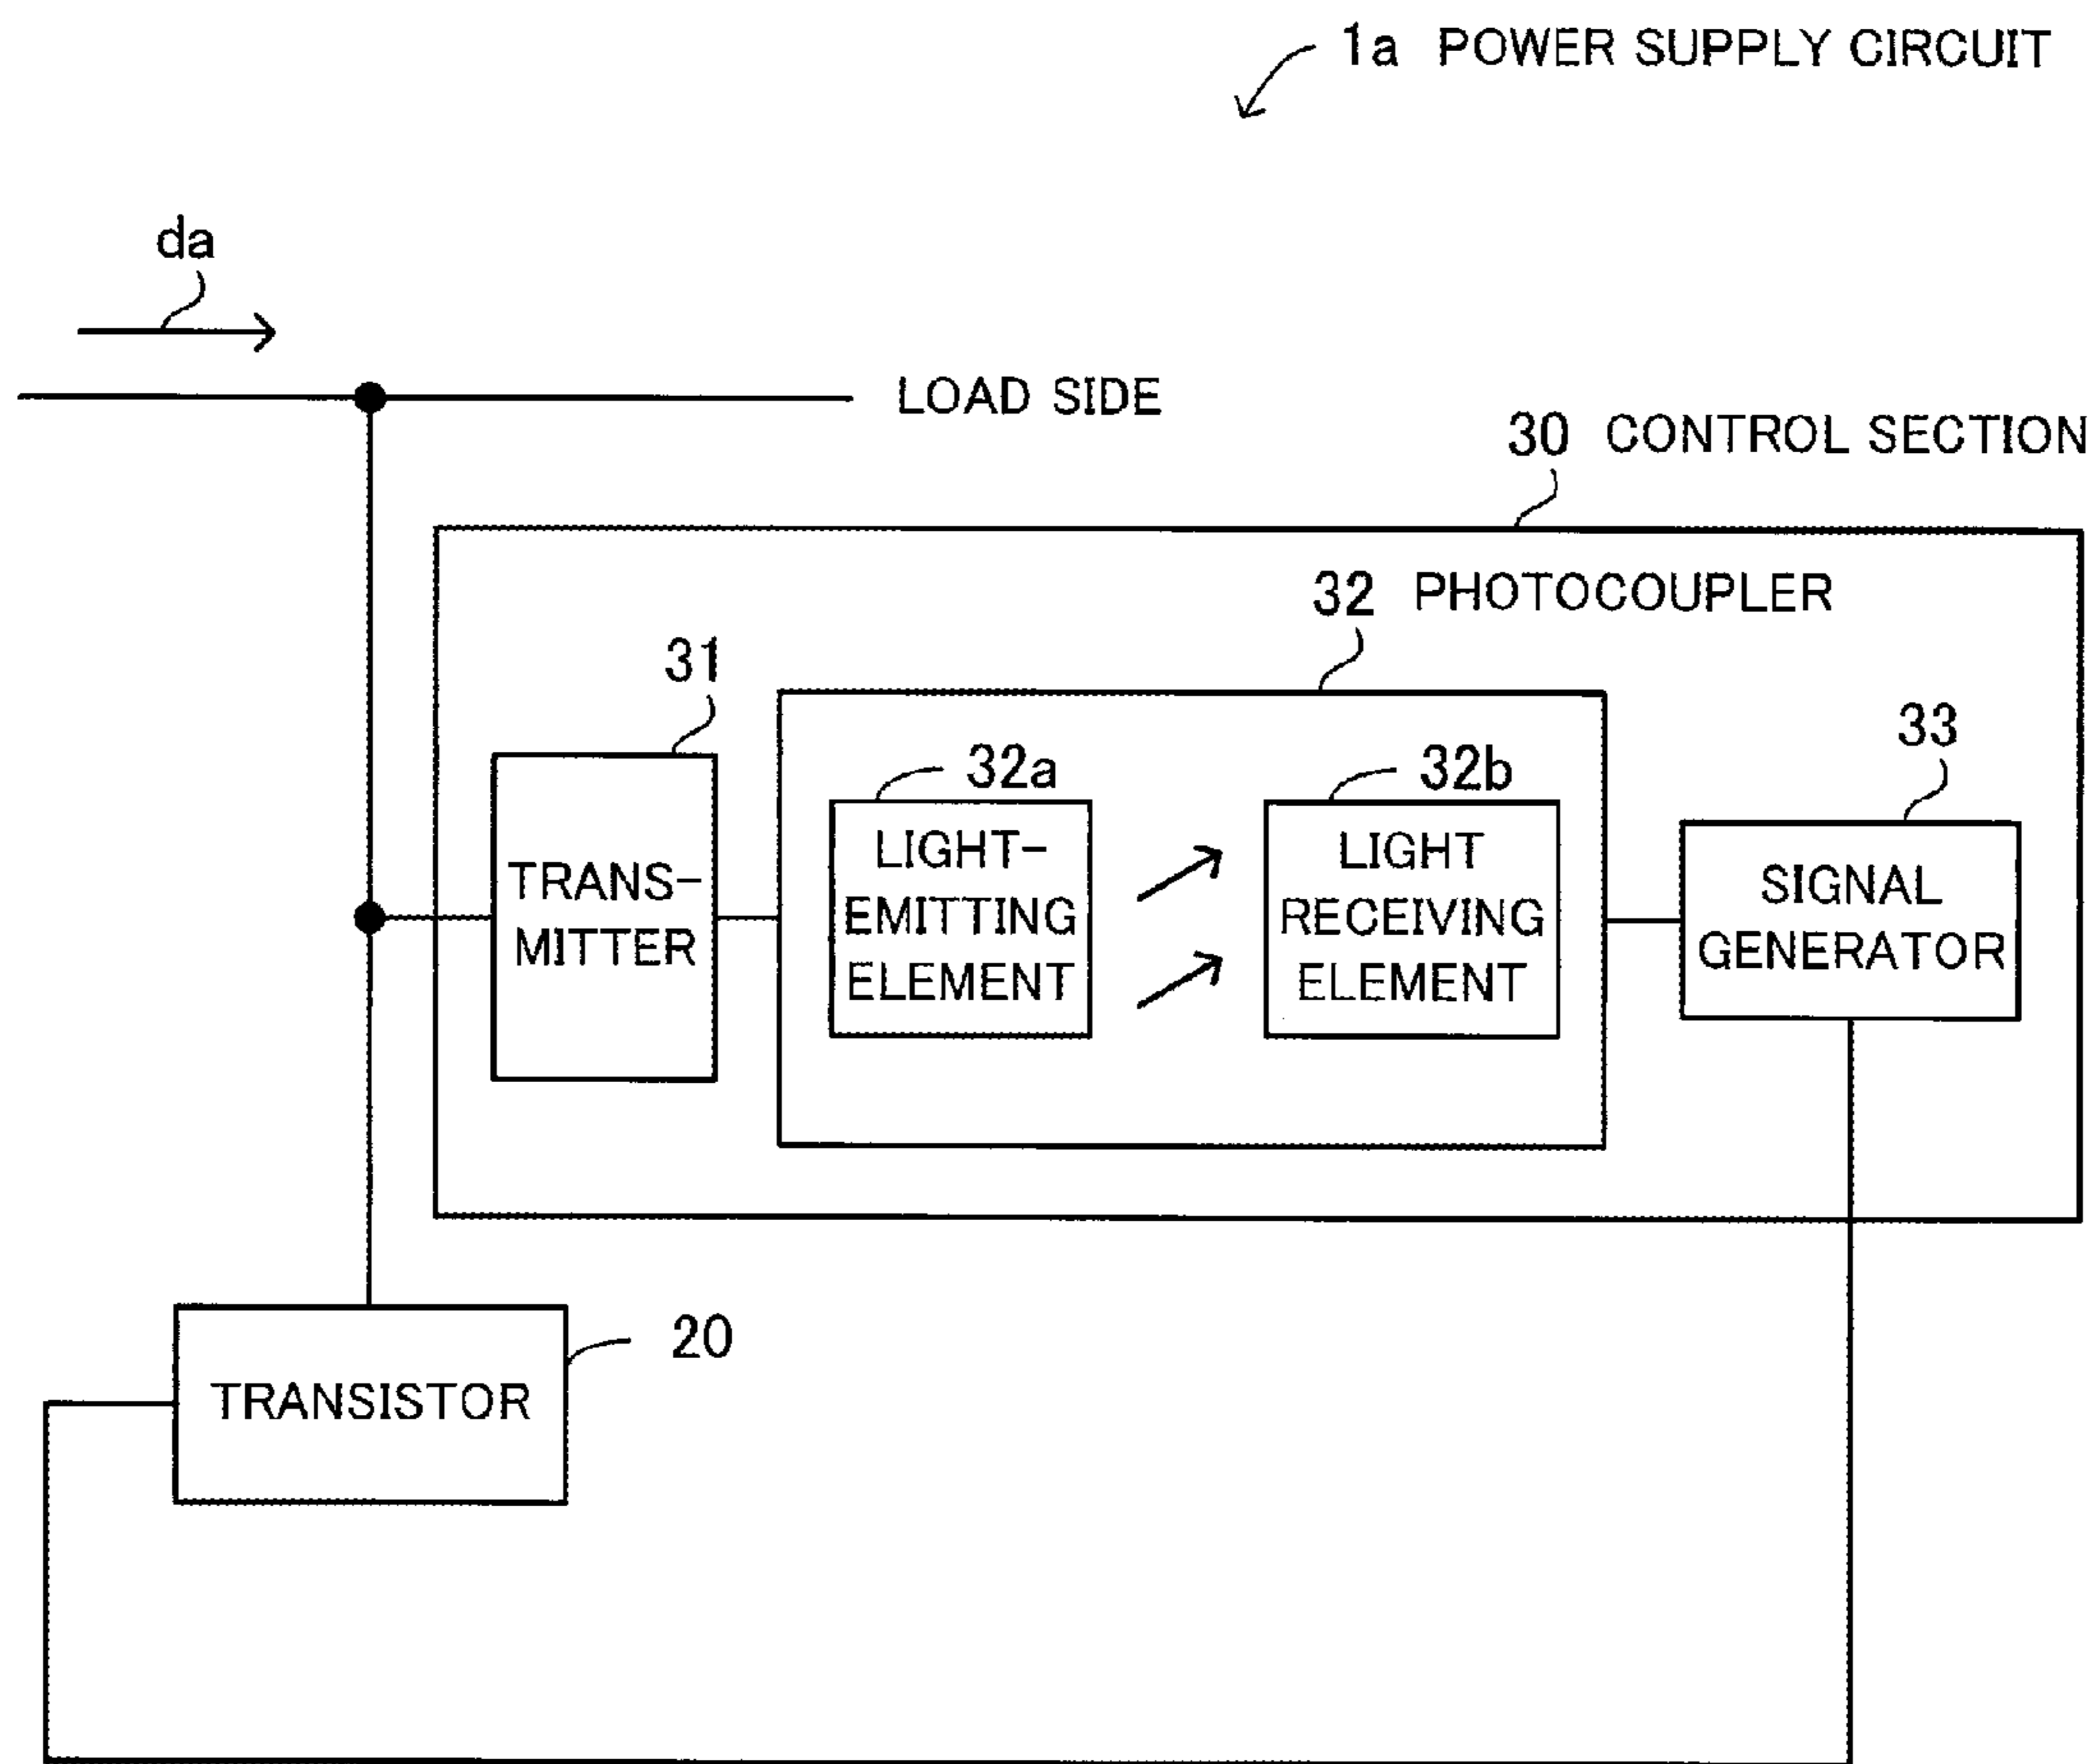 1a POWER SUPPLY CIRCUIT
da
LOAD SIDE
30 CONTROL SECTION
32 PHOTOCOUPLER
31
33
32a
32b
TRANS-
MITTER
LIGHT-
EMITTING
ELEMENT
LIGHT
RECEIVING
ELEMENT
SIGNAL
GENERATOR
20
TRANSISTOR